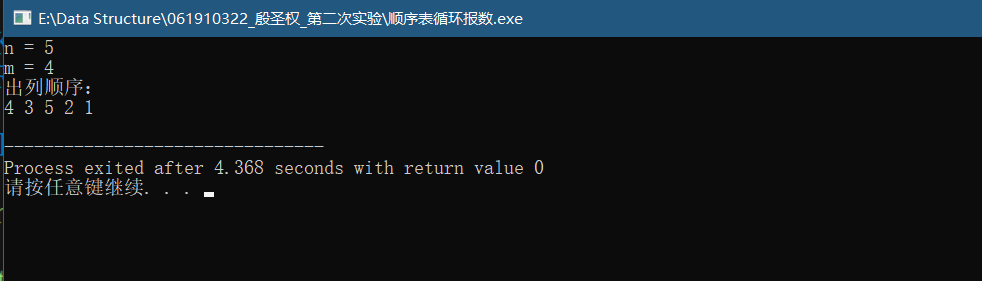 E:\Data Structure\061910322_殷圣权_第二次实验\顺序表循环报数.exe
n = 5
m = 4
出列顺序:
4 3 5 2 1
--------------------------------
Process exited after 4.368 seconds with return value 0
请按任意键继续. . .